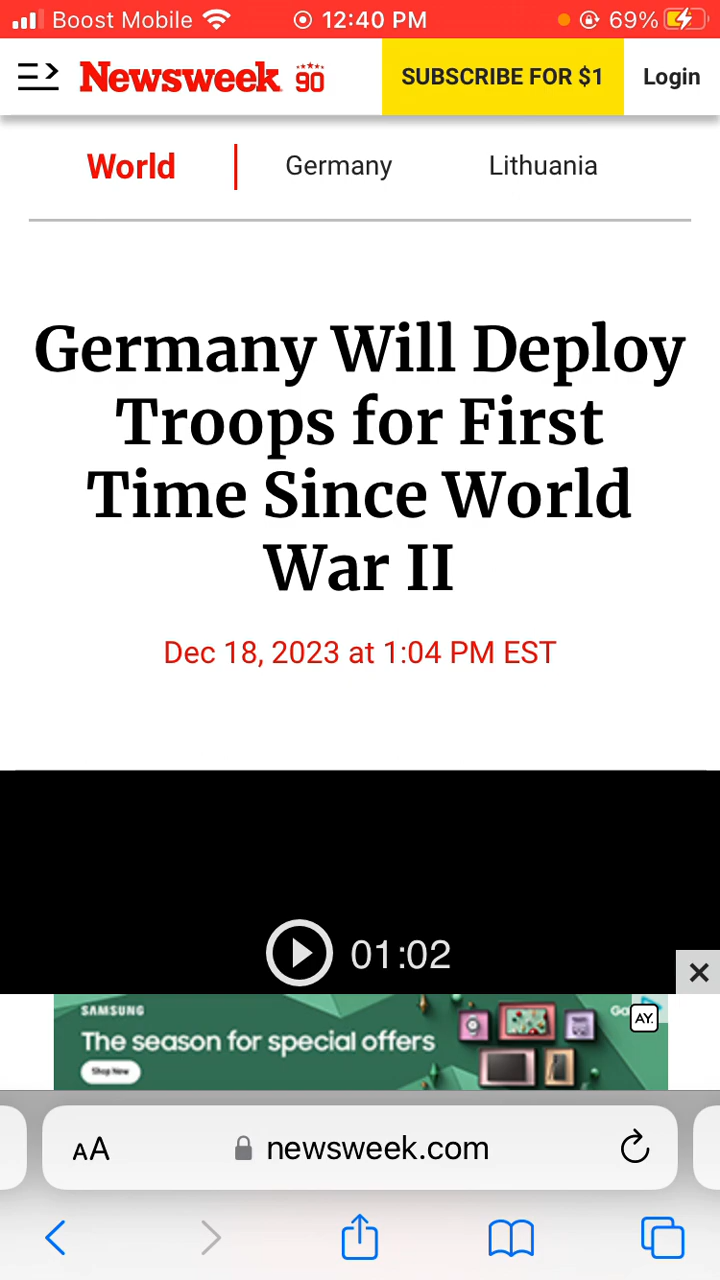 Boost Mobile 12:40 PM 69%
Newsweek 90 SUBSCRIBE FOR $1 Login
World Germany Lithuania
Germany Will Deploy
Troops for First
Time Since World
War II
Dec 18, 2023 at 1:04 PM EST
01:02
SAMSUNG
The season for special offers
Shop Now
AY.
AA newsweek.com